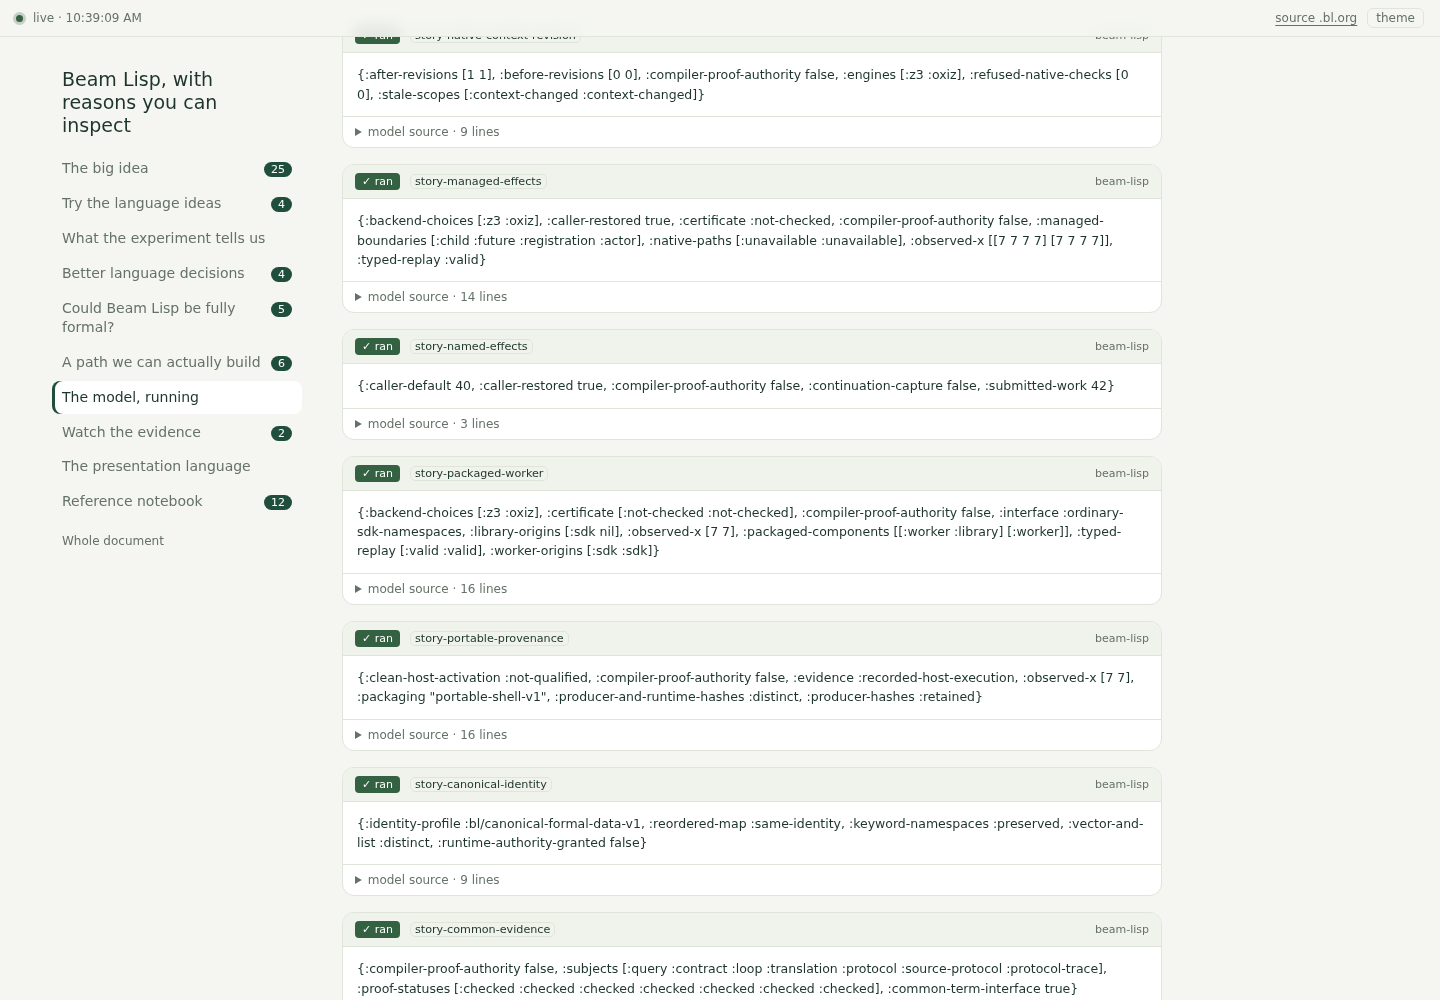 live · 10:39:09 AM
source .bl.org
theme
Beam Lisp, with
reasons you can
inspect
The big idea 25
Try the language ideas 4
What the experiment tells us
Better language decisions 4
Could Beam Lisp be fully
formal? 5
A path we can actually build 6
The model, running
Watch the evidence 2
The presentation language
Reference notebook 12
Whole document
{:after-revisions [1 1], :before-revisions [0 0], :compiler-proof-authority false, :engines [:z3 :oxiz], :refused-native-checks [0
0], :stale-scopes [:context-changed :context-changed]}
▶ model source · 9 lines
✓ ran story-managed-effects beam-lisp
{:backend-choices [:z3 :oxiz], :caller-restored true, :certificate :not-checked, :compiler-proof-authority false, :managed-
boundaries [:child :future :registration :actor], :native-paths [:unavailable :unavailable], :observed-x [[7 7 7 7] [7 7 7 7]],
:typed-replay :valid}
▶ model source · 14 lines
✓ ran story-named-effects beam-lisp
{:caller-default 40, :caller-restored true, :compiler-proof-authority false, :continuation-capture false, :submitted-work 42}
▶ model source · 3 lines
✓ ran story-packaged-worker beam-lisp
{:backend-choices [:z3 :oxiz], :certificate [:not-checked :not-checked], :compiler-proof-authority false, :interface :ordinary-
sdk-namespaces, :library-origins [:sdk nil], :observed-x [7 7], :packaged-components [[:worker :library] [:worker]], :typed-
replay [:valid :valid], :worker-origins [:sdk :sdk]}
▶ model source · 16 lines
✓ ran story-portable-provenance beam-lisp
{:clean-host-activation :not-qualified, :compiler-proof-authority false, :evidence :recorded-host-execution, :observed-x [7 7],
:packaging "portable-shell-v1", :producer-and-runtime-hashes :distinct, :producer-hashes :retained}
▶ model source · 16 lines
✓ ran story-canonical-identity beam-lisp
{:identity-profile :bl/canonical-formal-data-v1, :reordered-map :same-identity, :keyword-namespaces :preserved, :vector-and-
list :distinct, :runtime-authority-granted false}
▶ model source · 9 lines
✓ ran story-common-evidence beam-lisp
{:compiler-proof-authority false, :subjects [:query :contract :loop :translation :protocol :source-protocol :protocol-trace],
:proof-statuses [:checked :checked :checked :checked :checked :checked :checked], :common-term-interface true}